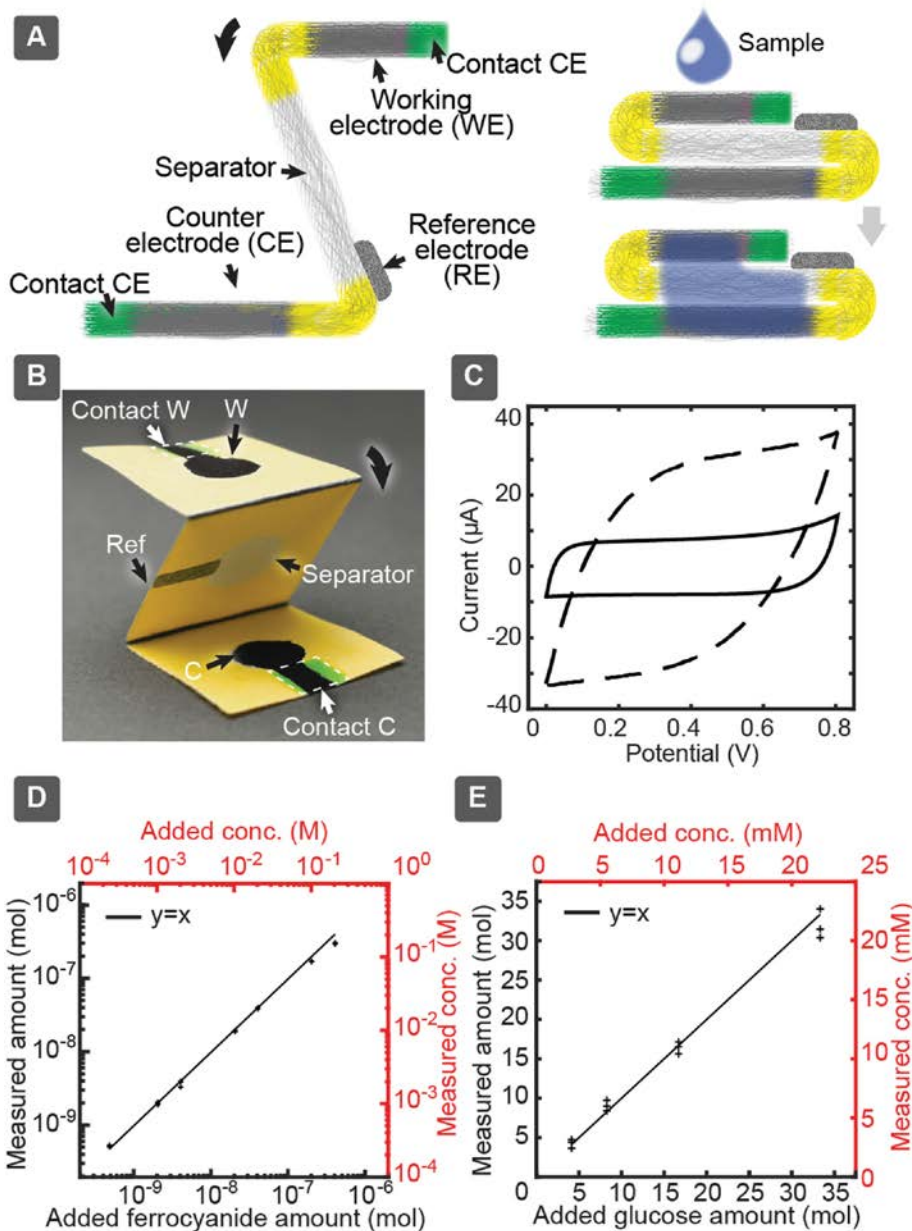 A
Contact CE
Working
electrode (WE)
Separator
Counter
electrode (CE)
Reference
electrode
(RE)
Contact CE
Sample
B
Contact W
W
Ref
Separator
C
Contact C
C
Current (µA)
40
20
0
-20
-40
0
0.2
0.4
0.6
0.8
Potential (V)
D
Added conc. (M)
10⁻⁴
10⁻³
10⁻²
10⁻¹
10⁰
y=x
Measured amount (mol)
10⁻⁶
10⁻⁷
10⁻⁸
10⁻⁹
Measured conc. (M)
10⁻¹
10⁻²
10⁻³
10⁻⁴
10⁻⁹
10⁻⁸
10⁻⁷
10⁻⁶
Added ferrocyanide amount (mol)
E
Added conc. (mM)
0
5
10
15
20
25
y=x
Measured amount (mol)
35
30
25
20
15
10
5
Measured conc. (mM)
20
15
10
5
0
5
10
15
20
25
30
35
Added glucose amount (mol)